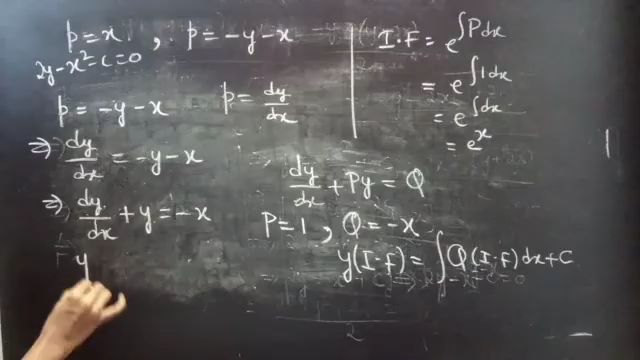 p = x , p = -y - x
2y - x² - c = 0
p = -y - x p = dy/dx
⇒ dy/dx = -y - x
⇒ dy/dx + y = -x
y
I.F = e^∫Pdx
= e^∫1dx
= e^∫dx
= e^x
dy/dx + Py = Q
P = 1 , Q = -x
y(I.F) = ∫Q(I.F)dx + C